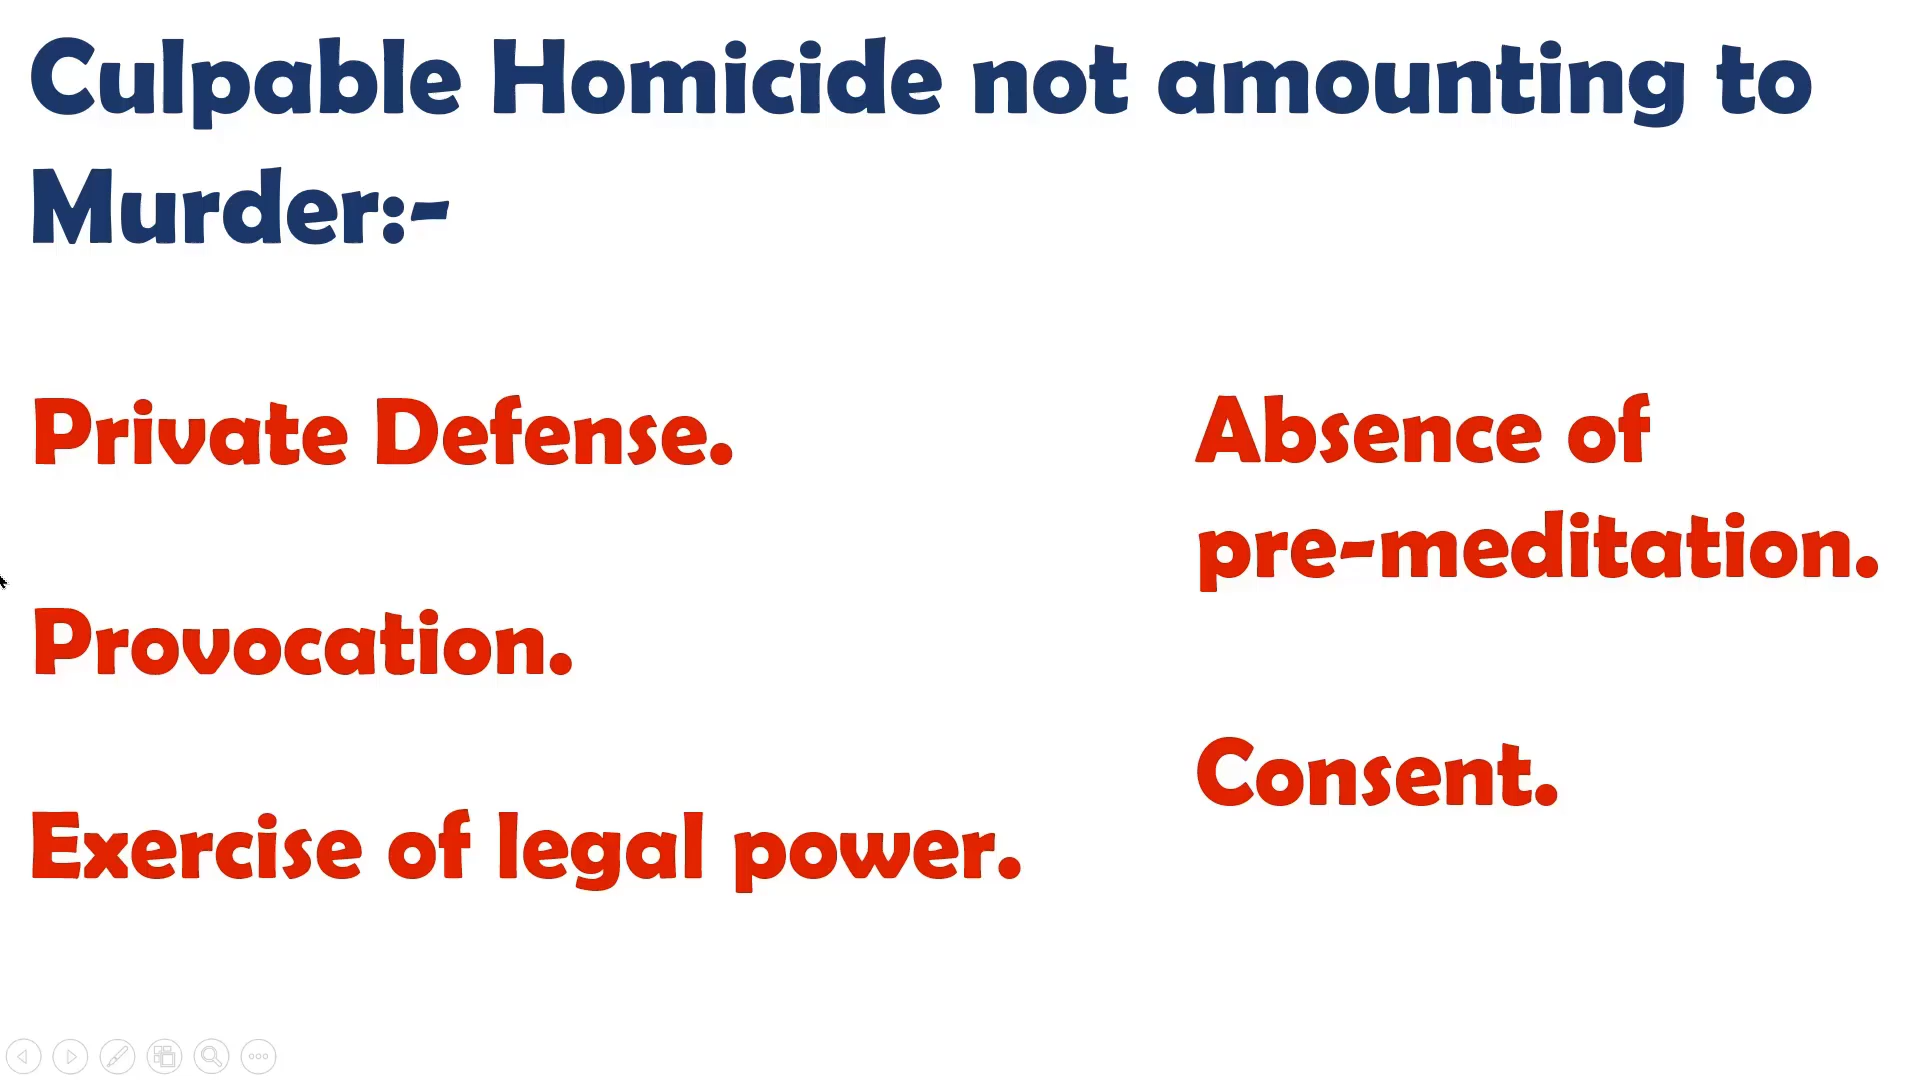 Culpable Homicide not amounting to
Murder:-
Private Defense.
Provocation.
Exercise of legal power.
Absence of
pre-meditation.
Consent.